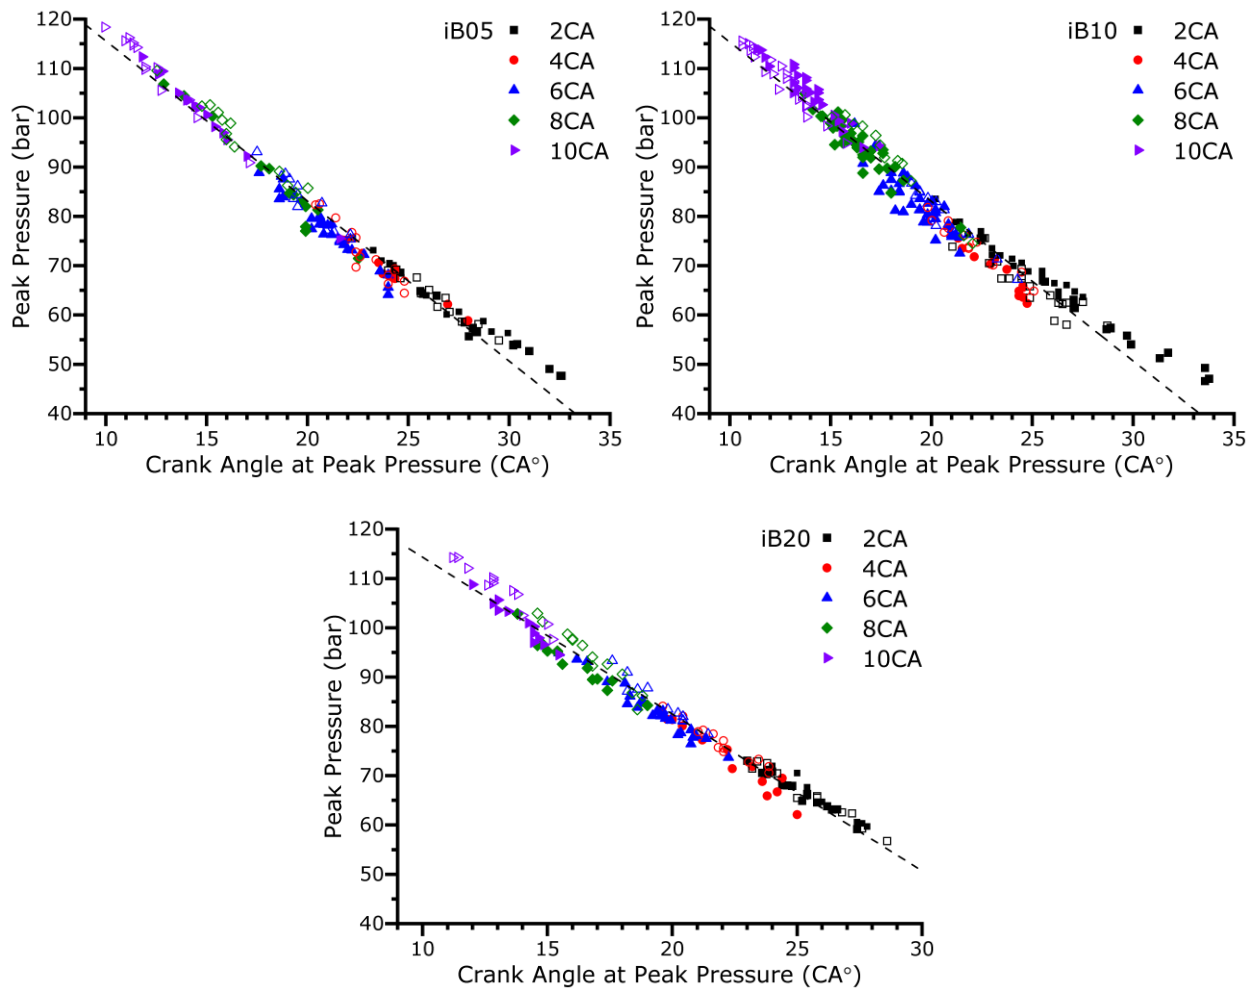 120
110
100
90
80
70
60
50
40
Peak Pressure (bar)
iB05 2CA
4CA
6CA
8CA
10CA
10 15 20 25 30 35
Crank Angle at Peak Pressure (CA°)
120
110
100
90
80
70
60
50
40
Peak Pressure (bar)
iB10 2CA
4CA
6CA
8CA
10CA
10 15 20 25 30 35
Crank Angle at Peak Pressure (CA°)
120
110
100
90
80
70
60
50
40
Peak Pressure (bar)
iB20 2CA
4CA
6CA
8CA
10CA
10 15 20 25 30
Crank Angle at Peak Pressure (CA°)